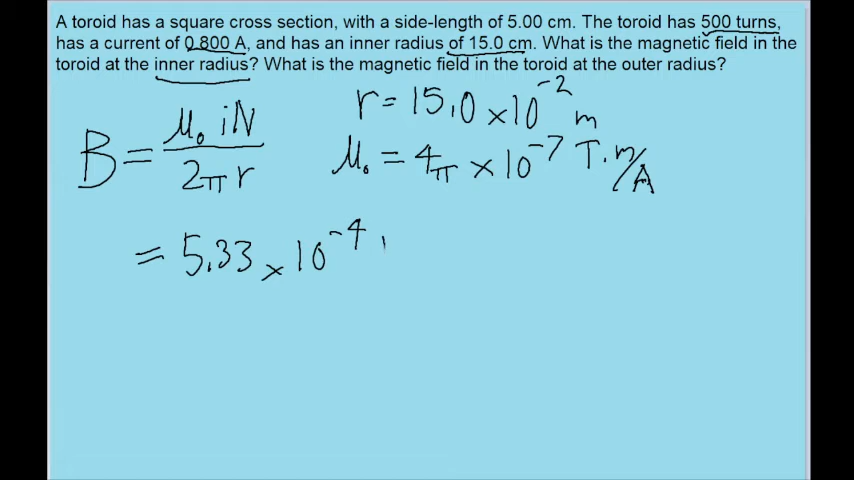 A toroid has a square cross section, with a side-length of 5.00 cm. The toroid has 500 turns,
has a current of 0.800 A, and has an inner radius of 15.0 cm. What is the magnetic field in the
toroid at the inner radius? What is the magnetic field in the toroid at the outer radius?
r = 15.0 × 10⁻² m
B = μ₀ i N / 2π r
μ₀ = 4π × 10⁻⁷ T·m/A
= 5.33 × 10⁻⁴